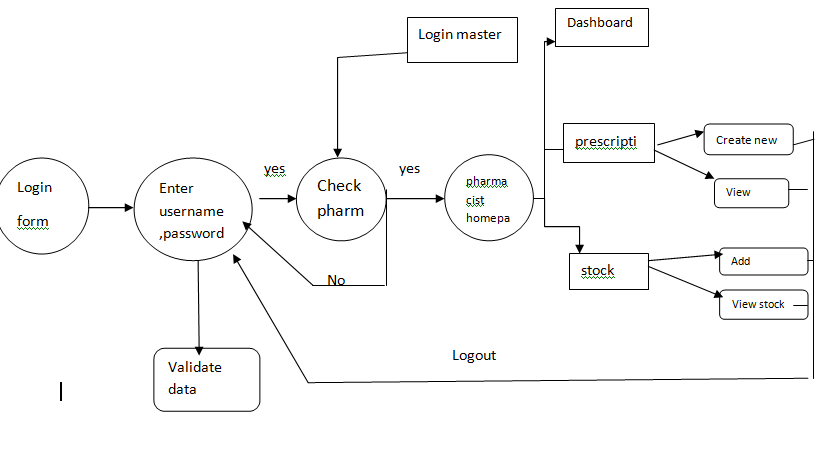 Login master
Dashboard
prescripti
Create new
View
yes
yes
Login
form
Enter
username
,password
Check
pharm
pharma
cist
homepa
stock
Add
View stock
No
Logout
Validate
data